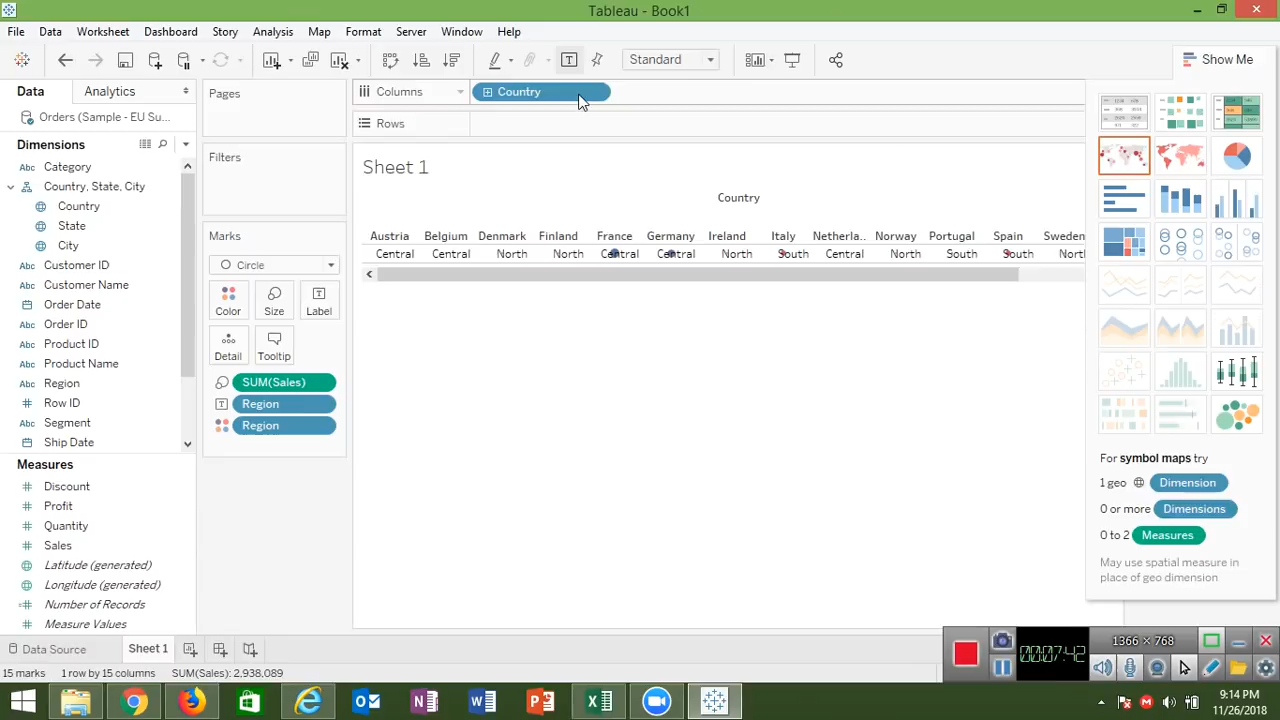 Tableau - Book1
File Data Worksheet Dashboard Story Analysis Map Format Server Window Help
Standard
Show Me
Data Analytics
Orders (Sample - EU Su...
Dimensions
Category
Country, State, City
Country
State
City
Customer ID
Customer Name
Order Date
Order ID
Product ID
Product Name
Region
Row ID
Segment
Ship Date
Measures
Discount
Profit
Quantity
Sales
Latitude (generated)
Longitude (generated)
Number of Records
Measure Values
Pages
Filters
Marks
Circle
Color Size Label
Detail Tooltip
SUM(Sales)
Region
Region
Columns Country
Rows
Sheet 1
Country
Austria Belgium Denmark Finland France Germany Ireland Italy Netherla.. Norway Portugal Spain Sweden
Central Central North North Central Central North South Central North South South North
For symbol maps try
1 geo Dimension
0 or more Dimensions
0 to 2 Measures
May use spatial measure in
place of geo dimension
Data Source Sheet 1
15 marks 1 row by 15 columns SUM(Sales): 2,938,089
1366 × 768
00:07:42
9:14 PM
11/26/2018